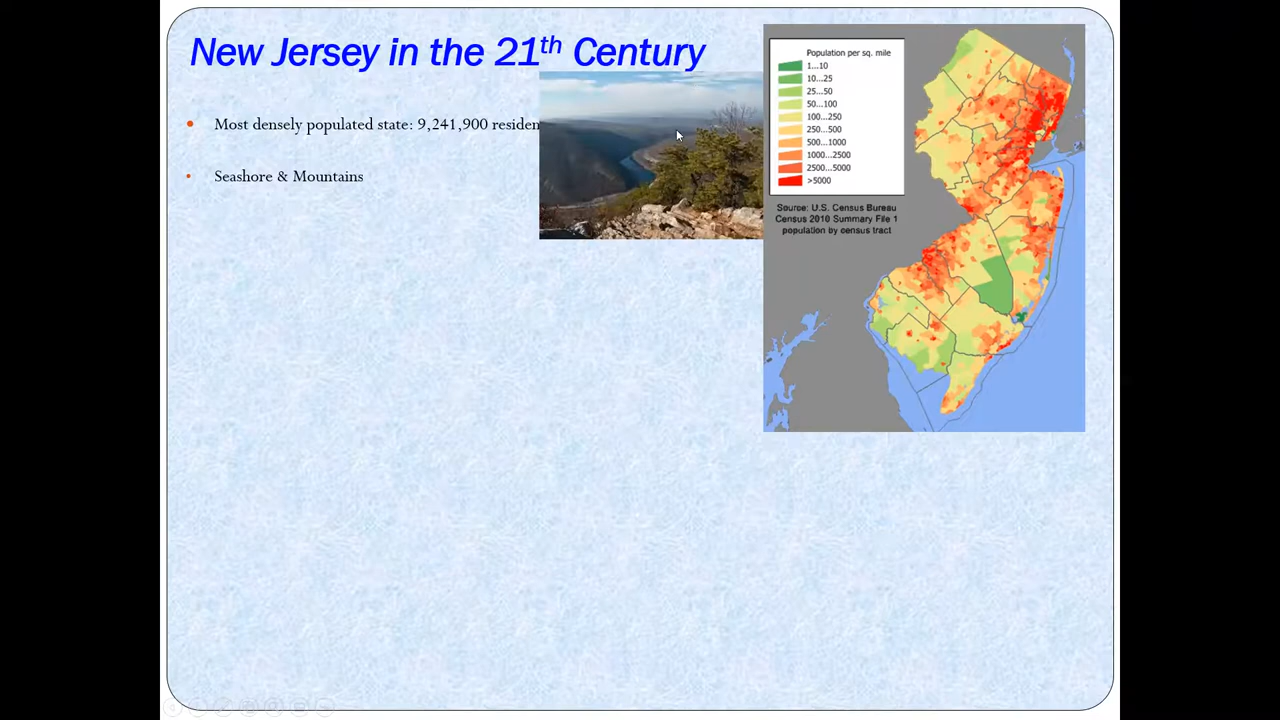 New Jersey in the 21th Century
Most densely populated state: 9,241,900 residen
Seashore & Mountains
Population per sq. mile
1...10
10...25
25...50
50...100
100...250
250...500
500...1000
1000...2500
2500...5000
>5000
Source: U.S. Census Bureau
Census 2010 Summary File 1
population by census tract